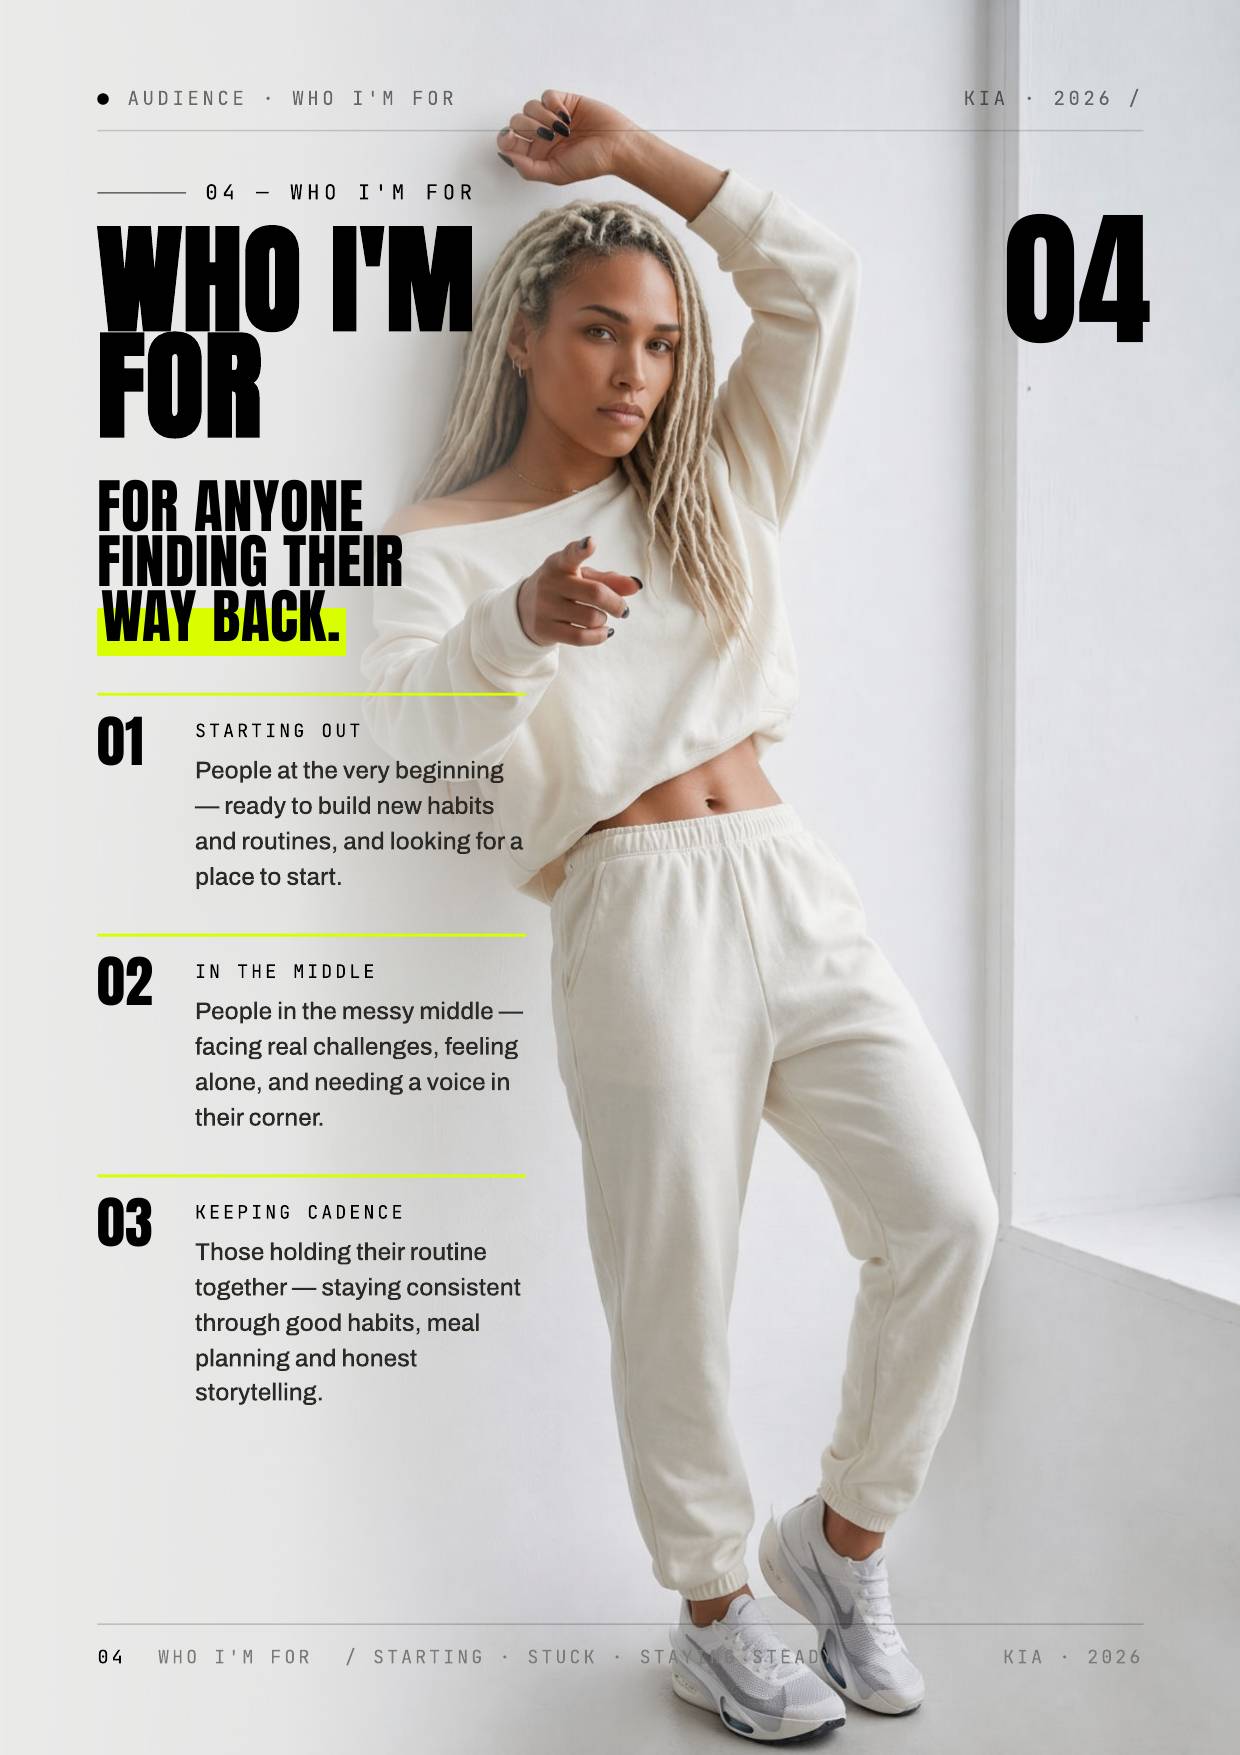 ● AUDIENCE · WHO I'M FOR
KIA · 2026 /
04 — WHO I'M FOR
WHO I'M
FOR
04
FOR ANYONE
FINDING THEIR
WAY BACK.
01
STARTING OUT
People at the very beginning
— ready to build new habits
and routines, and looking for a
place to start.
02
IN THE MIDDLE
People in the messy middle —
facing real challenges, feeling
alone, and needing a voice in
their corner.
03
KEEPING CADENCE
Those holding their routine
together — staying consistent
through good habits, meal
planning and honest
storytelling.
04 WHO I'M FOR / STARTING · STUCK · STAYING STEADY
KIA · 2026